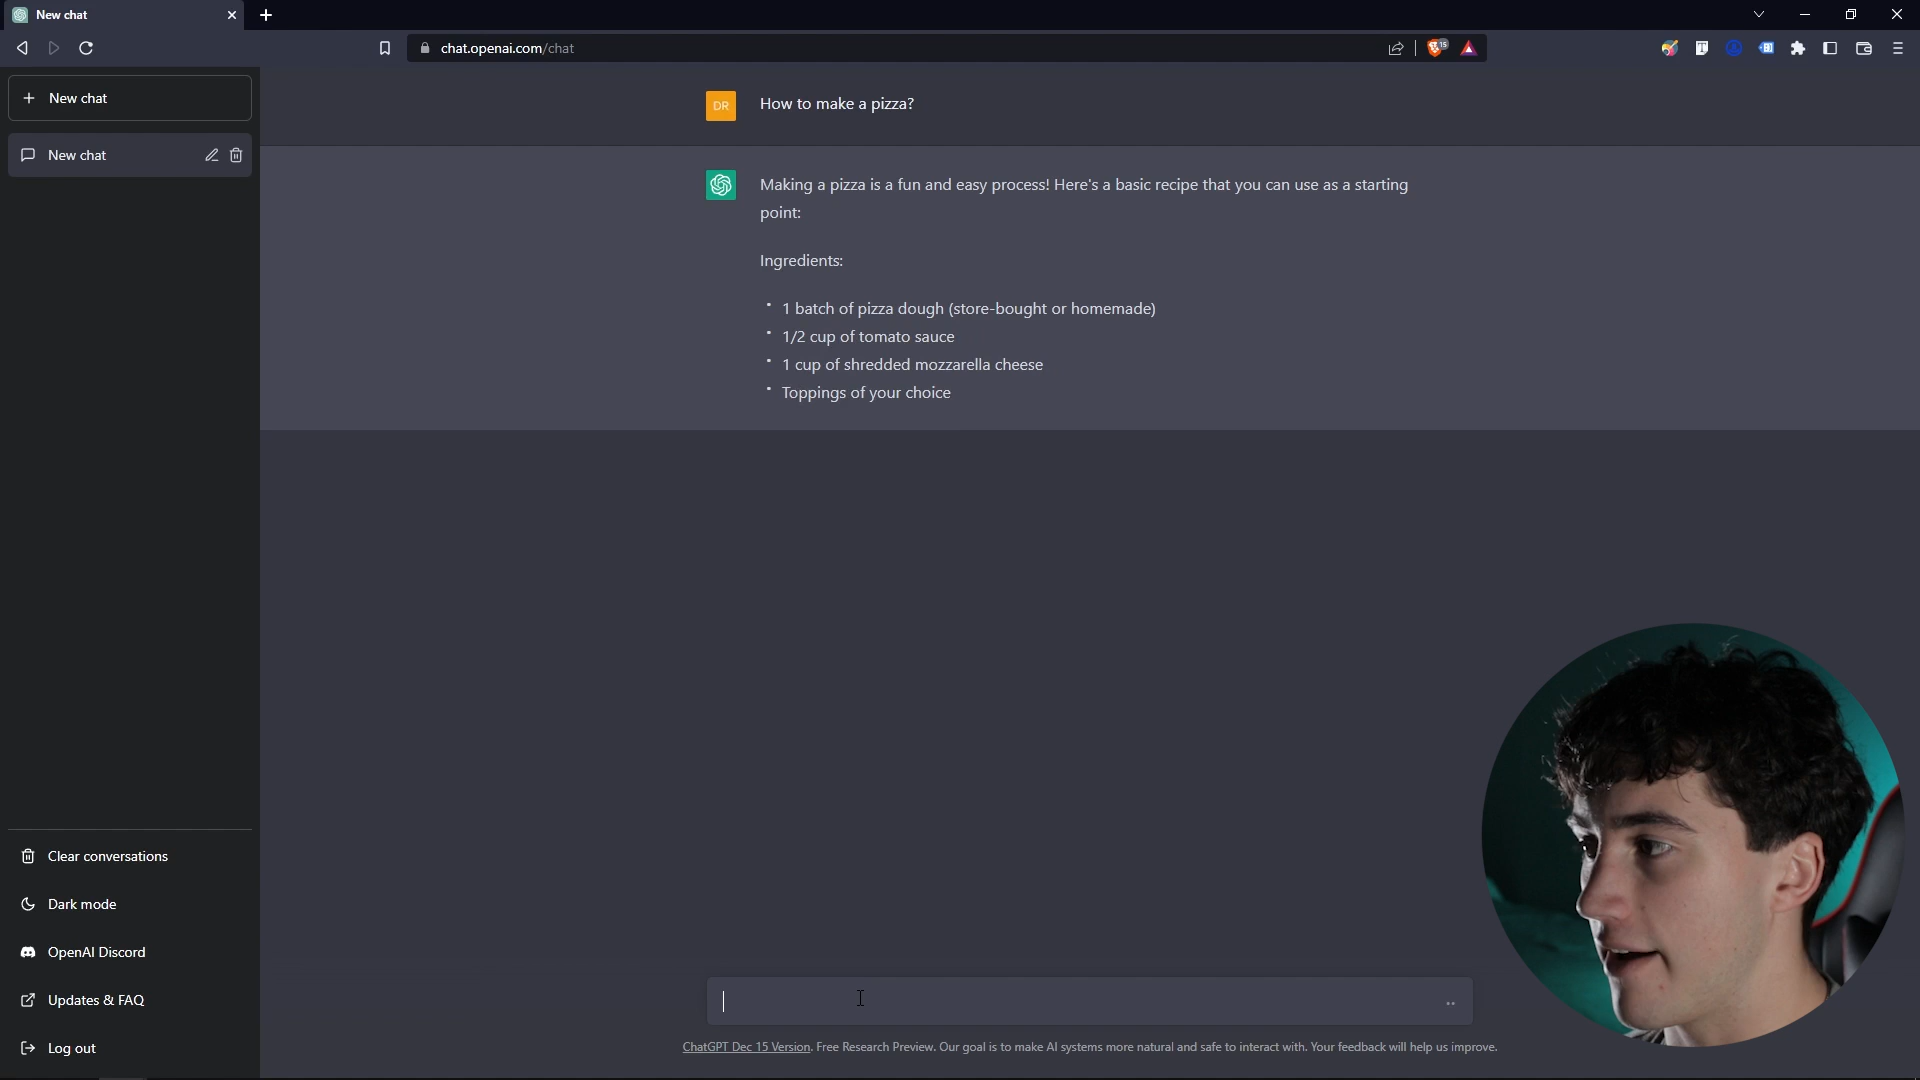 New chat
chat.openai.com/chat
15
New chat
New chat
DR
How to make a pizza?
Making a pizza is a fun and easy process! Here's a basic recipe that you can use as a starting
point:
Ingredients:
• 1 batch of pizza dough (store-bought or homemade)
• 1/2 cup of tomato sauce
• 1 cup of shredded mozzarella cheese
• Toppings of your choice
Clear conversations
Dark mode
OpenAI Discord
Updates & FAQ
Log out
ChatGPT Dec 15 Version. Free Research Preview. Our goal is to make AI systems more natural and safe to interact with. Your feedback will help us improve.